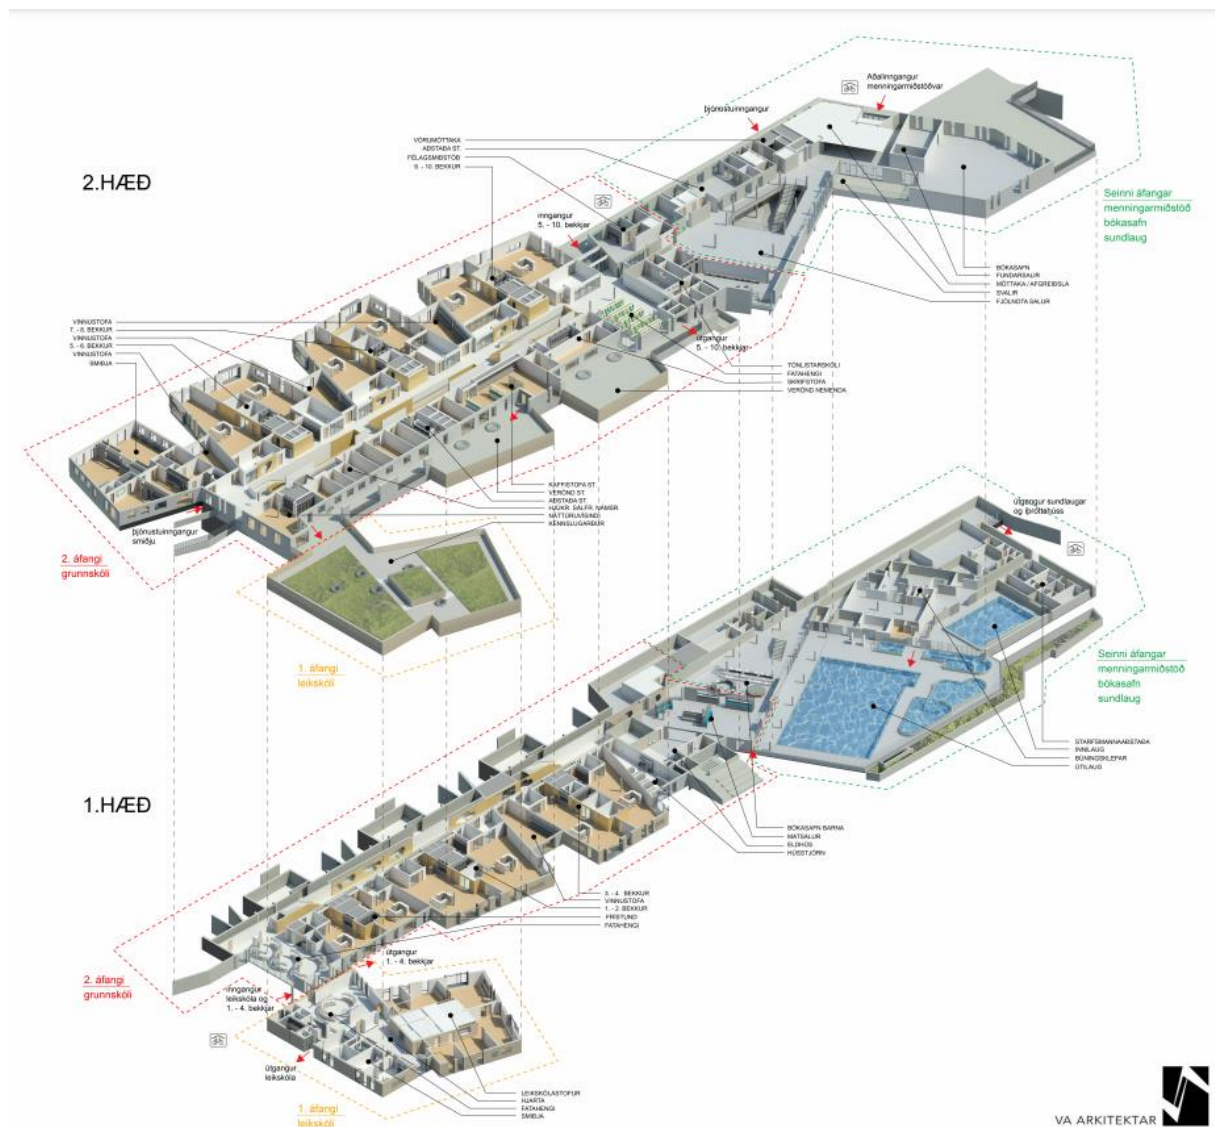 Aðalinngangur
menningarmiðstöðvar
þjónustuinngangur
VÖRUMÓTTAKA
AÐSTAÐA ST.
FÉLAGSMIÐSTÖÐ
9. - 10. BEKKUR
2.HÆÐ
inngangur
5. - 10. bekkjar
Seinni áfangar
menningarmiðstöð
bókasafn
sundlaug
BÓKASAFN
FUNDARSALIR
MÓTTAKA / AFGREIÐSLA
SVALIR
FJÖLNOTA SALUR
VINNUSTOFA
7. - 8. BEKKUR
VINNUSTOFA
5. - 6. BEKKUR
VINNUSTOFA
SMIÐJA
útgangur
5. - 10. bekkjar
TÓNLISTARSKÓLI
FATAHENGI
SKRIFSTOFA
VERÖND NEMENDA
KAFFISTOFA ST.
VERÖND ST.
AÐSTAÐA ST.
HJÚKR. SÁLFR. NÁMSR.
NÁTTÚRUVÍSINDI
KENNSLUGARÐUR
þjónustuinngangur
smiðju
2. áfangi
grunnskóli
1. áfangi
leikskóli
útgangur sundlaugar
og íþróttahúss
Seinni áfangar
menningarmiðstöð
bókasafn
sundlaug
STARFSMANNAAÐSTAÐA
INNILAUG
BÚNINGSKLEFAR
ÚTILAUG
1.HÆÐ
BÓKASAFN BARNA
MATSALUR
ELDHÚS
HÚSSTJÓRN
3. - 4. BEKKUR
VINNUSTOFA
1. - 2. BEKKUR
FRÍSTUND
FATAHENGI
útgangur
1. - 4. bekkjar
2. áfangi
grunnskóli
inngangur
leikskóla og
1. - 4. bekkjar
útgangur
leikskóla
LEIKSKÓLASTOFUR
HJARTA
FATAHENGI
SMIÐJA
1. áfangi
leikskóli
VA ARKITEKTAR